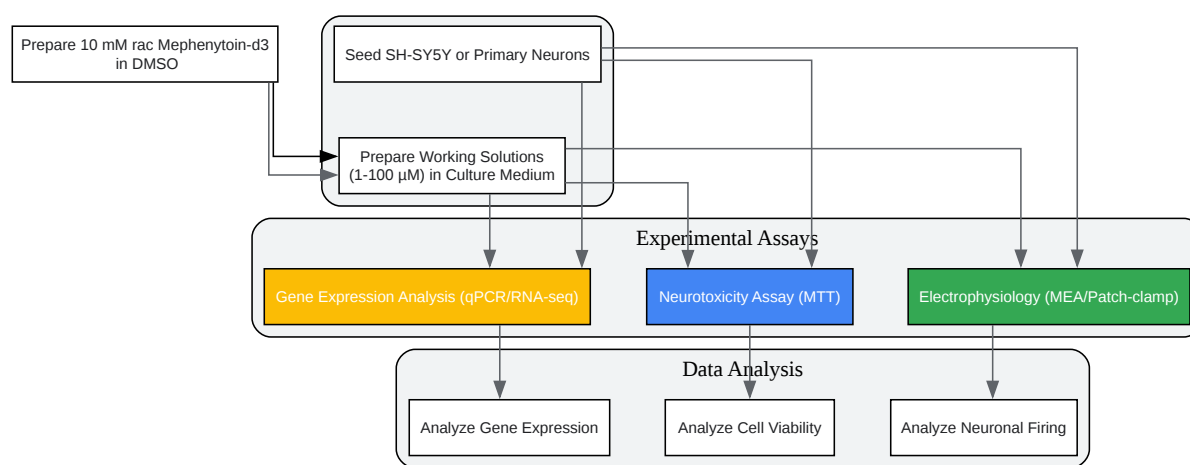 Prepare 10 mM rac Mephenytoin-d3
in DMSO
Seed SH-SY5Y or Primary Neurons
Prepare Working Solutions
(1-100 µM) in Culture Medium
Experimental Assays
Gene Expression Analysis (qPCR/RNA-seq)
Neurotoxicity Assay (MTT)
Electrophysiology (MEA/Patch-clamp)
Data Analysis
Analyze Gene Expression
Analyze Cell Viability
Analyze Neuronal Firing